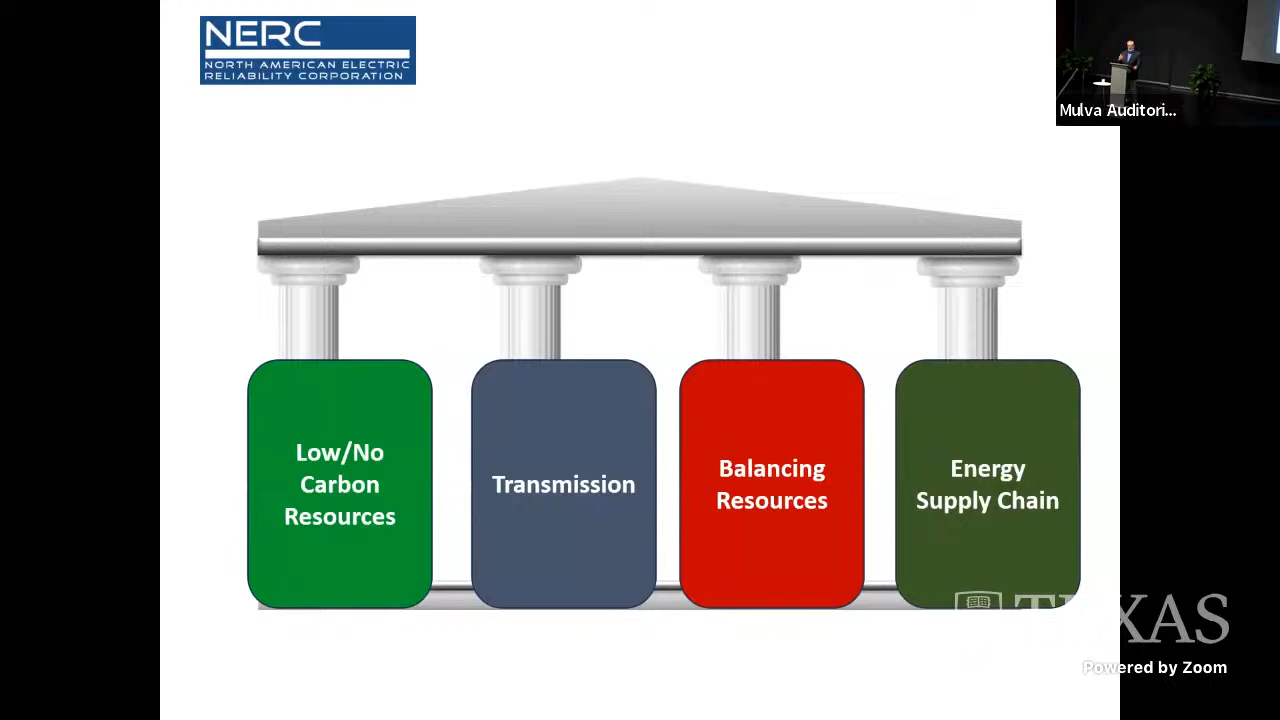 NERC
NORTH AMERICAN ELECTRIC
RELIABILITY CORPORATION
Mulva Auditori...
Low/No
Carbon
Resources
Transmission
Balancing
Resources
Energy
Supply Chain
TEXAS
Powered by Zoom